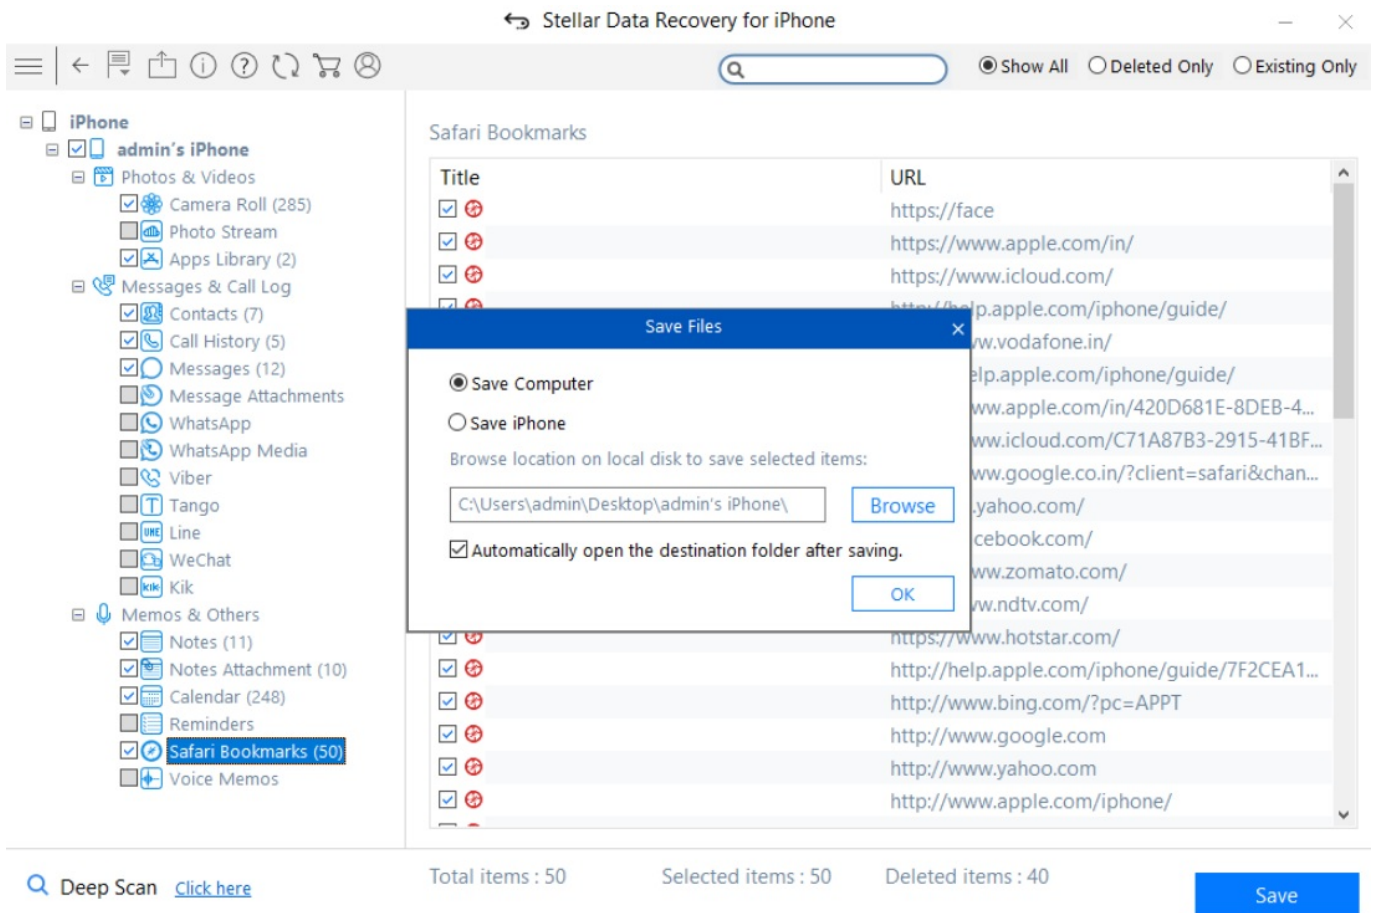 Stellar Data Recovery for iPhone
Show All Deleted Only Existing Only
iPhone
admin's iPhone
Photos & Videos
Camera Roll (285)
Photo Stream
Apps Library (2)
Messages & Call Log
Contacts (7)
Call History (5)
Messages (12)
Message Attachments
WhatsApp
WhatsApp Media
Viber
Tango
LINE Line
WeChat
kik Kik
Memos & Others
Notes (11)
Notes Attachment (10)
Calendar (248)
Reminders
Safari Bookmarks (50)
Voice Memos
Deep Scan Click here
Safari Bookmarks
Title URL
https://face
https://www.apple.com/in/
https://www.icloud.com/
http://help.apple.com/iphone/guide/
ww.vodafone.in/
elp.apple.com/iphone/guide/
ww.apple.com/in/420D681E-8DEB-4...
ww.icloud.com/C71A87B3-2915-41BF...
ww.google.co.in/?client=safari&chan...
.yahoo.com/
cebook.com/
ww.zomato.com/
ww.ndtv.com/
https://www.hotstar.com/
http://help.apple.com/iphone/guide/7F2CEA1...
http://www.bing.com/?pc=APPT
http://www.google.com
http://www.yahoo.com
http://www.apple.com/iphone/
Save Files
Save Computer
Save iPhone
Browse location on local disk to save selected items:
C:\Users\admin\Desktop\admin's iPhone\ Browse
Automatically open the destination folder after saving.
OK
Total items : 50 Selected items : 50 Deleted items : 40
Save